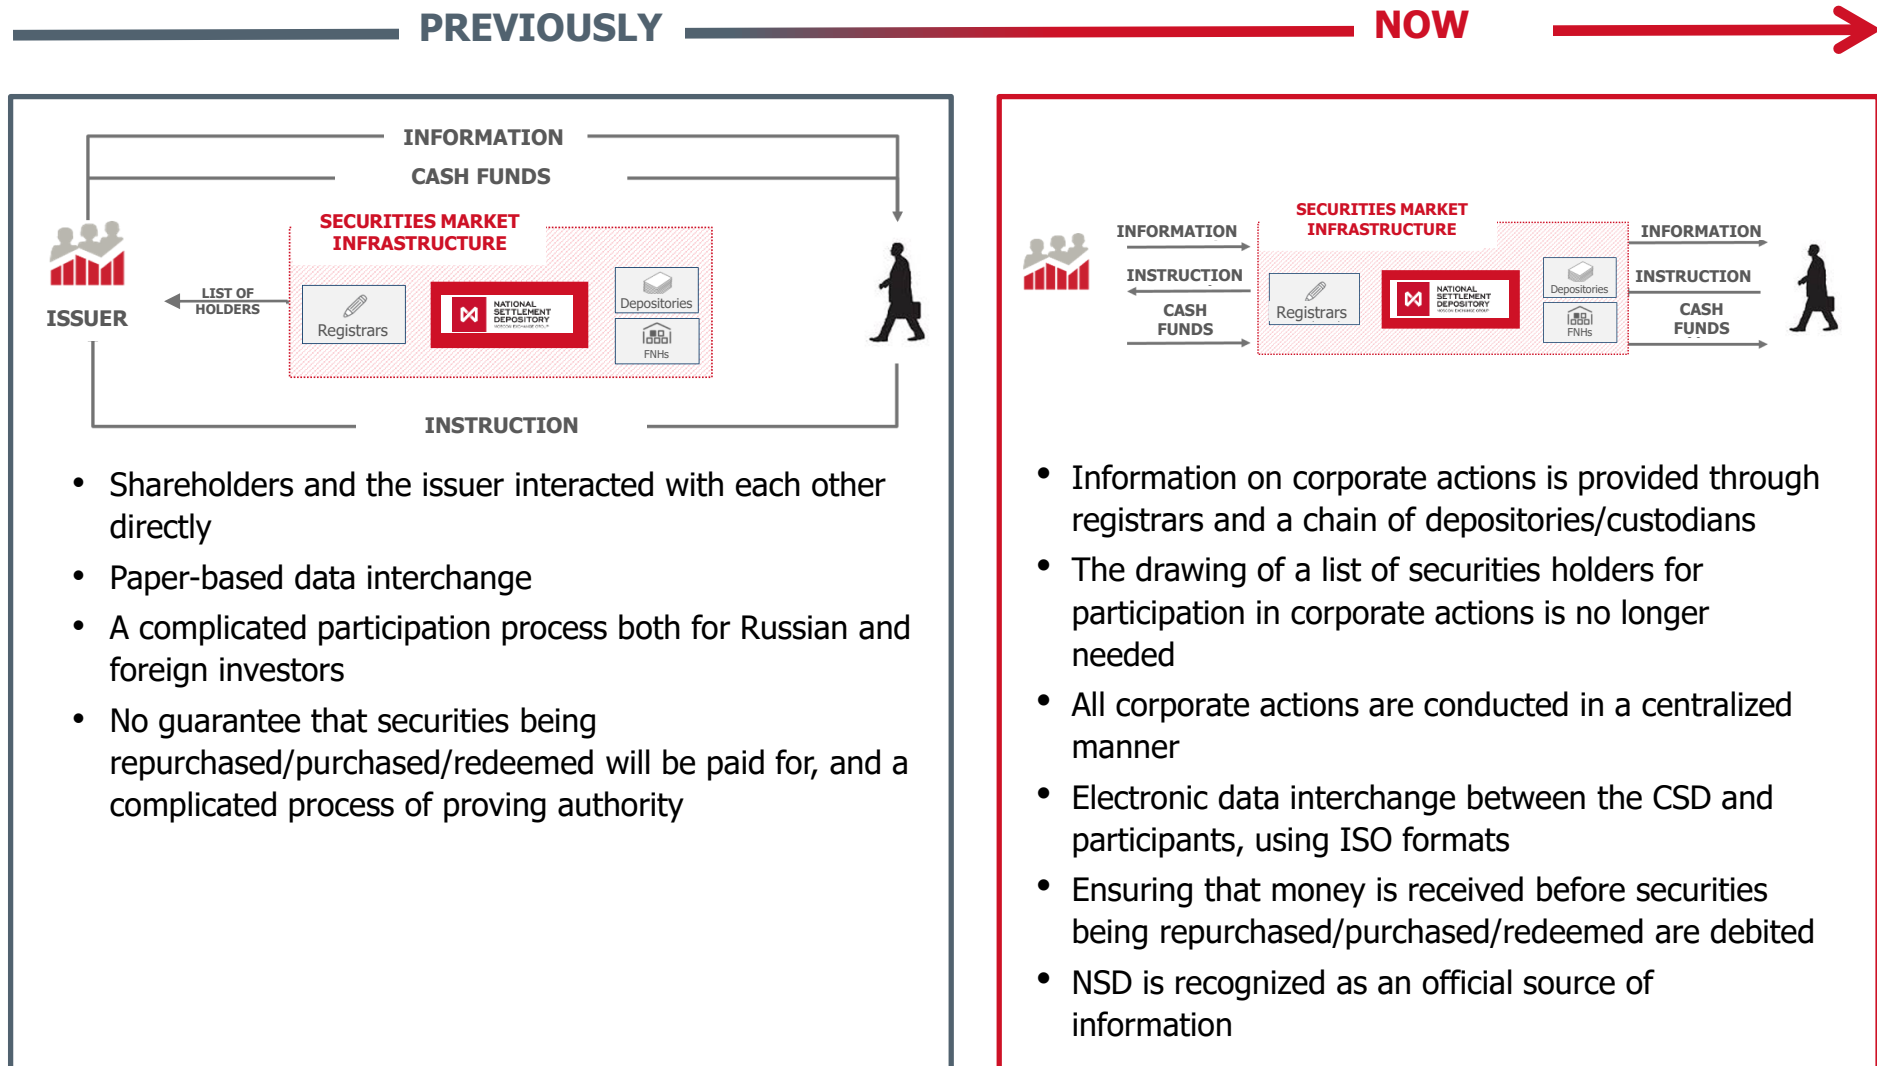 PREVIOUSLY
NOW
INFORMATION
CASH FUNDS
SECURITIES MARKET
INFRASTRUCTURE
LIST OF
HOLDERS
ISSUER
Registrars
NATIONAL
SETTLEMENT
DEPOSITORY
MOSCOW EXCHANGE GROUP
Depositories
FNHs
INSTRUCTION
• Shareholders and the issuer interacted with each other
directly
• Paper-based data interchange
• A complicated participation process both for Russian and
foreign investors
• No guarantee that securities being
repurchased/purchased/redeemed will be paid for, and a
complicated process of proving authority
SECURITIES MARKET
INFRASTRUCTURE
INFORMATION
INSTRUCTION
CASH
FUNDS
Registrars
NATIONAL
SETTLEMENT
DEPOSITORY
MOSCOW EXCHANGE GROUP
Depositories
FNHs
INFORMATION
INSTRUCTION
CASH
FUNDS
• Information on corporate actions is provided through
registrars and a chain of depositories/custodians
• The drawing of a list of securities holders for
participation in corporate actions is no longer
needed
• All corporate actions are conducted in a centralized
manner
• Electronic data interchange between the CSD and
participants, using ISO formats
• Ensuring that money is received before securities
being repurchased/purchased/redeemed are debited
• NSD is recognized as an official source of
information